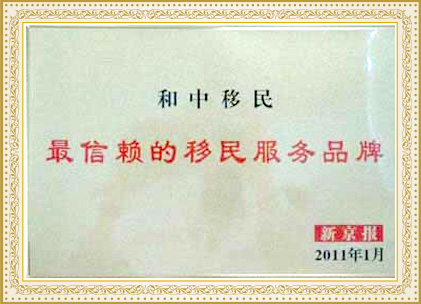 和中移民
最信赖的移民服务品牌
新京报
2011年1月